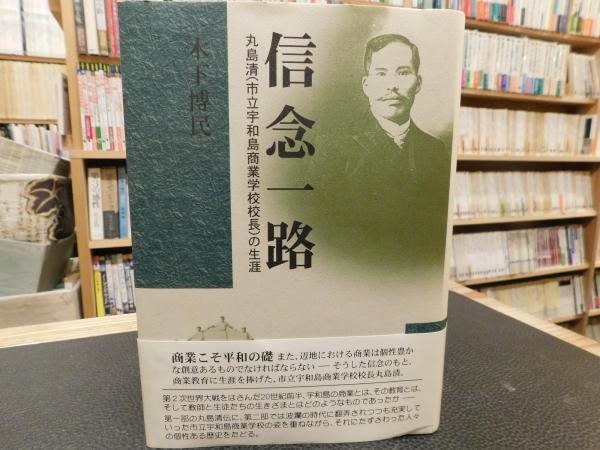 信念一路
丸島清(市立宇和島商業学校校長)の生涯
木下博民
商業こそ平和の礎 また、辺地における商業は個性豊か
な創意あるものでなければならない ── そうした信念のもと、
商業教育に生涯を捧げた、市立宇和島商業学校校長丸島清。
第2次世界大戦をはさんだ20世紀前半、宇和島の商業とは、その教育とは、
そして教師と生徒たちの生きざまとはどのようなものであったか ──
第一部の丸島清伝に、第二部では波瀾の時代に翻弄されつつも充実して
いった市立宇和島商業学校の姿を重ねながら、それにたずさわった人々
の個性ある歴史をたどる。